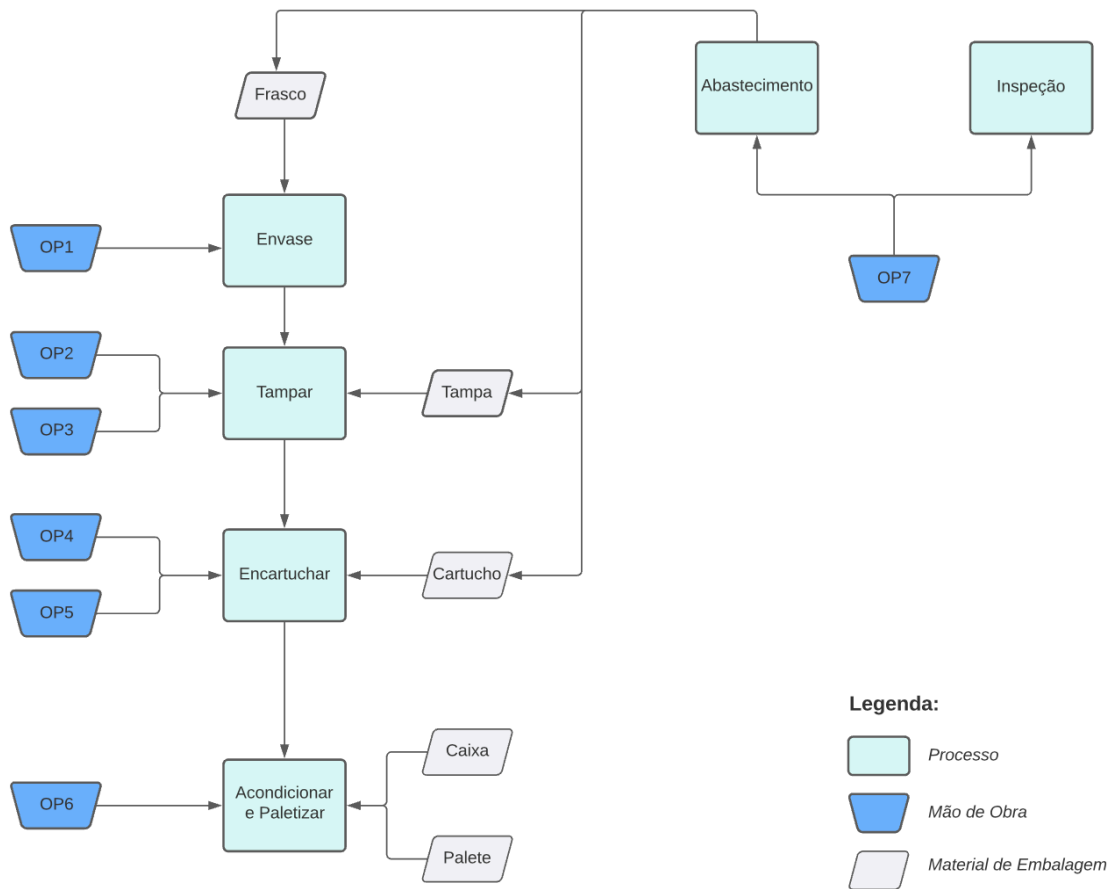 Frasco
Abastecimento
Inspeção
OP1
Envase
OP7
OP2
Tampar
Tampa
OP3
OP4
Encartuchar
Cartucho
OP5
Legenda:
Caixa
Processo
OP6
Acondicionar
e Paletizar
Mão de Obra
Palete
Material de Embalagem